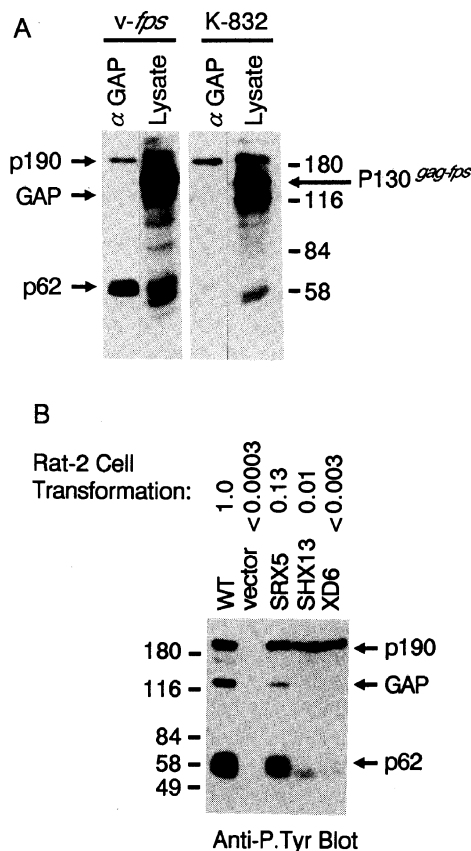 A
v-fps K-832
α GAP Lysate α GAP Lysate
p190
GAP
p62
180
P130 gag-fps
116
84
58
B
Rat-2 Cell
Transformation:
1.0 <0.0003 0.13 0.01 <0.003
WT vector SRX5 SHX13 XD6
180
116
84
58
49
p190
GAP
p62
Anti-P.Tyr Blot